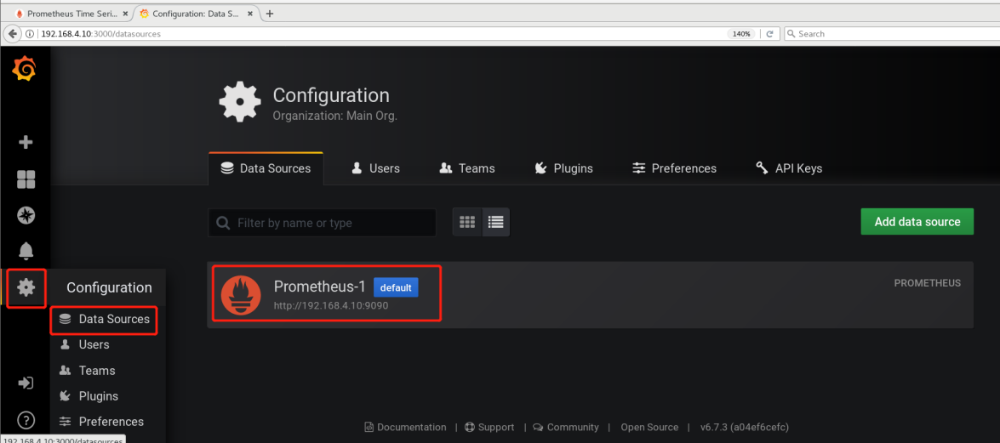 Prometheus Time Seri... × Configuration: Data S... × +
192.168.4.10:3000/datasources 140% Search
Configuration
Organization: Main Org.
Data Sources Users Teams Plugins Preferences API Keys
Filter by name or type Add data source
Prometheus-1 default PROMETHEUS
http://192.168.4.10:9090
Configuration
Data Sources
Users
Teams
Plugins
Preferences
Documentation | Support | Community | Open Source | v6.7.3 (a04ef6cefc)
192.168.4.10:3000/datasources